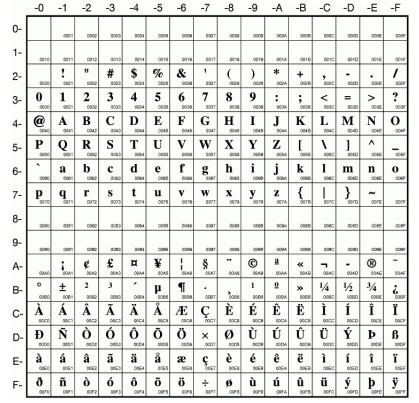 -0 -1 -2 -3 -4 -5 -6 -7 -8 -9 -A -B -C -D -E -F
0-
0001 0002 0003 0004 0005 0006 0007 0008 0009 000A 000B 000C 000D 000E 000F
1-
0010 0011 0012 0013 0014 0015 0016 0017 0018 0019 001A 001B 001C 001D 001E 001F
2- ! " # $ % & ' ( ) * + , - . /
0020 0021 0022 0023 0024 0025 0026 0027 0028 0029 002A 002B 002C 002D 002E 002F
3- 0 1 2 3 4 5 6 7 8 9 : ; < = > ?
0030 0031 0032 0033 0034 0035 0036 0037 0038 0039 003A 003B 003C 003D 003E 003F
4- @ A B C D E F G H I J K L M N O
0040 0041 0042 0043 0044 0045 0046 0047 0048 0049 004A 004B 004C 004D 004E 004F
5- P Q R S T U V W X Y Z [ \ ] ^ _
0050 0051 0052 0053 0054 0055 0056 0057 0058 0059 005A 005B 005C 005D 005E 005F
6- ` a b c d e f g h i j k l m n o
0060 0061 0062 0063 0064 0065 0066 0067 0068 0069 006A 006B 006C 006D 006E 006F
7- p q r s t u v w x y z { | } ~
0070 0071 0072 0073 0074 0075 0076 0077 0078 0079 007A 007B 007C 007D 007E 007F
8-
0080 0081 0082 0083 0084 0085 0086 0087 0088 0089 008A 008B 008C 008D 008E 008F
9-
0090 0091 0092 0093 0094 0095 0096 0097 0098 0099 009A 009B 009C 009D 009E 009F
A- ¡ ¢ £ ¤ ¥ ¦ § ¨ © ª « ¬ - ® ¯
00A0 00A1 00A2 00A3 00A4 00A5 00A6 00A7 00A8 00A9 00AA 00AB 00AC 00AD 00AE 00AF
B- ° ± ² ³ ´ µ ¶ · ¸ ¹ º » ¼ ½ ¾ ¿
00B0 00B1 00B2 00B3 00B4 00B5 00B6 00B7 00B8 00B9 00BA 00BB 00BC 00BD 00BE 00BF
C- À Á Â Ã Ä Å Æ Ç È É Ê Ë Ì Í Î Ï
00C0 00C1 00C2 00C3 00C4 00C5 00C6 00C7 00C8 00C9 00CA 00CB 00CC 00CD 00CE 00CF
D- Ð Ñ Ò Ó Ô Õ Ö × Ø Ù Ú Û Ü Ý Þ ß
00D0 00D1 00D2 00D3 00D4 00D5 00D6 00D7 00D8 00D9 00DA 00DB 00DC 00DD 00DE 00DF
E- à á â ã ä å æ ç è é ê ë ì í î ï
00E0 00E1 00E2 00E3 00E4 00E5 00E6 00E7 00E8 00E9 00EA 00EB 00EC 00ED 00EE 00EF
F- ð ñ ò ó ô õ ö ÷ ø ù ú û ü ý þ ÿ
00F0 00F1 00F2 00F3 00F4 00F5 00F6 00F7 00F8 00F9 00FA 00FB 00FC 00FD 00FE 00FF